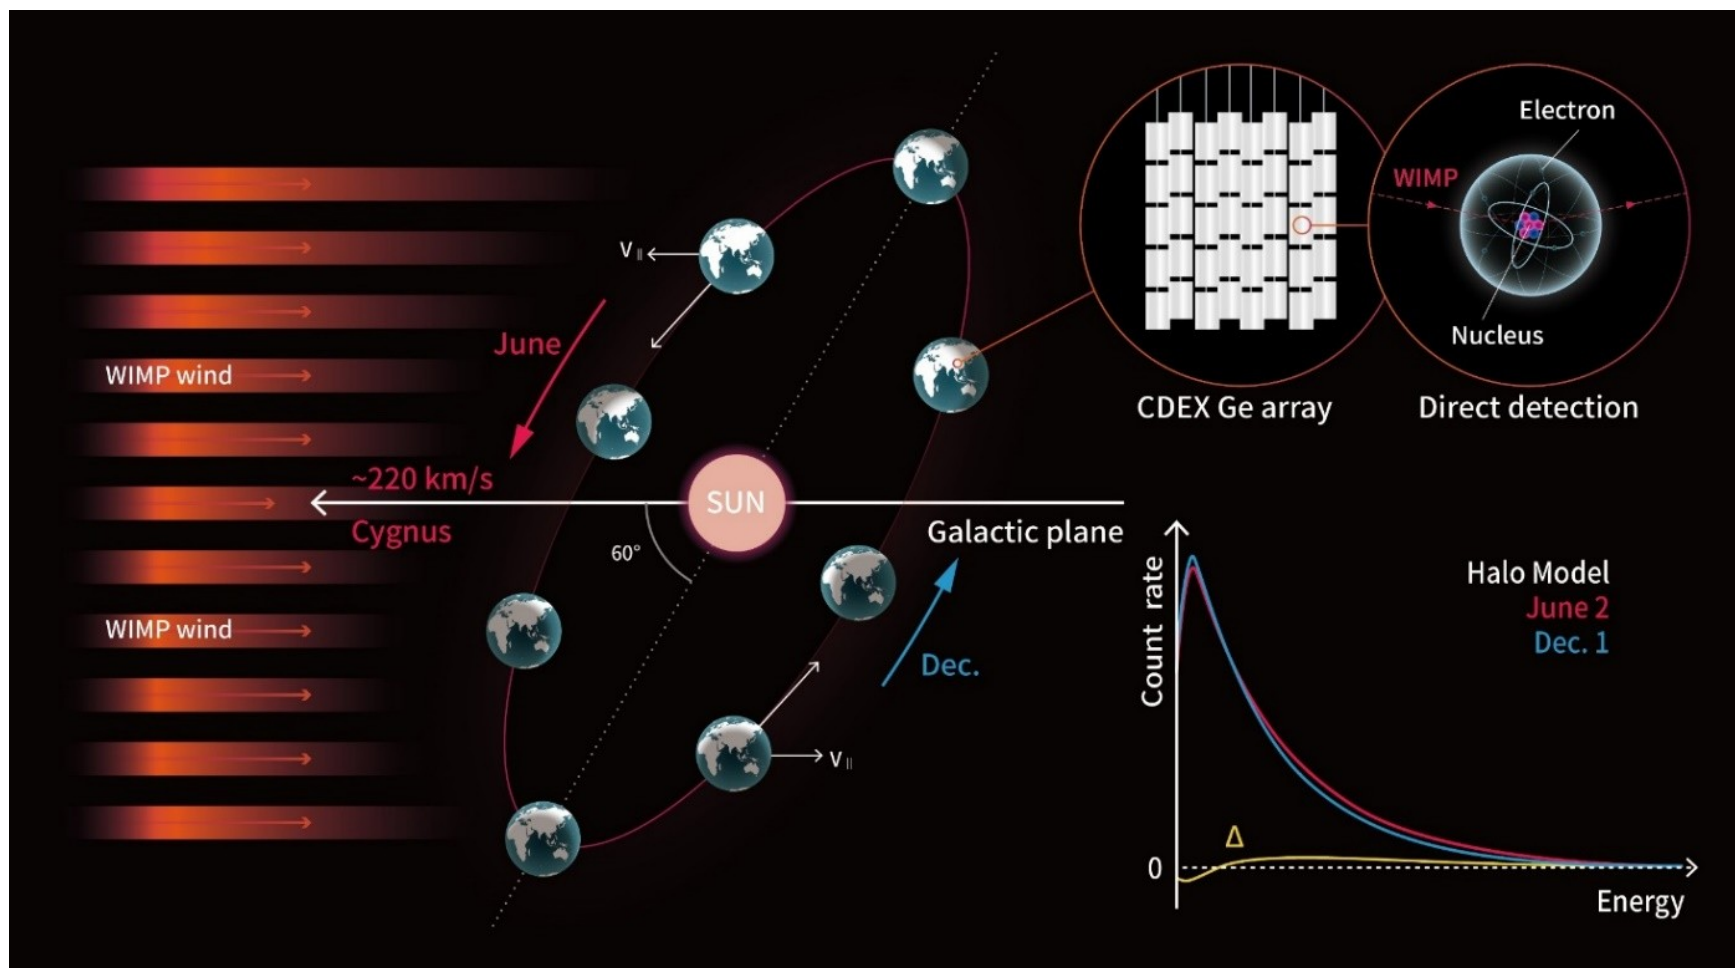 Electron
WIMP
Nucleus
CDEX Ge array
Direct detection
V||
June
WIMP wind
~220 km/s
SUN
Cygnus
Galactic plane
60°
WIMP wind
Dec.
V||
Count rate
Halo Model
June 2
Dec. 1
Δ
0
Energy